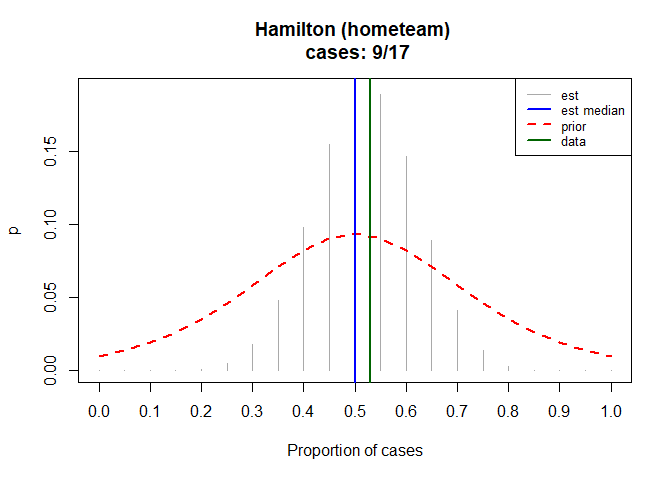 Hamilton (hometeam)
cases: 9/17
est
est median
prior
data
p
0.15
0.10
0.05
0.00
0.0 0.1 0.2 0.3 0.4 0.5 0.6 0.7 0.8 0.9 1.0
Proportion of cases